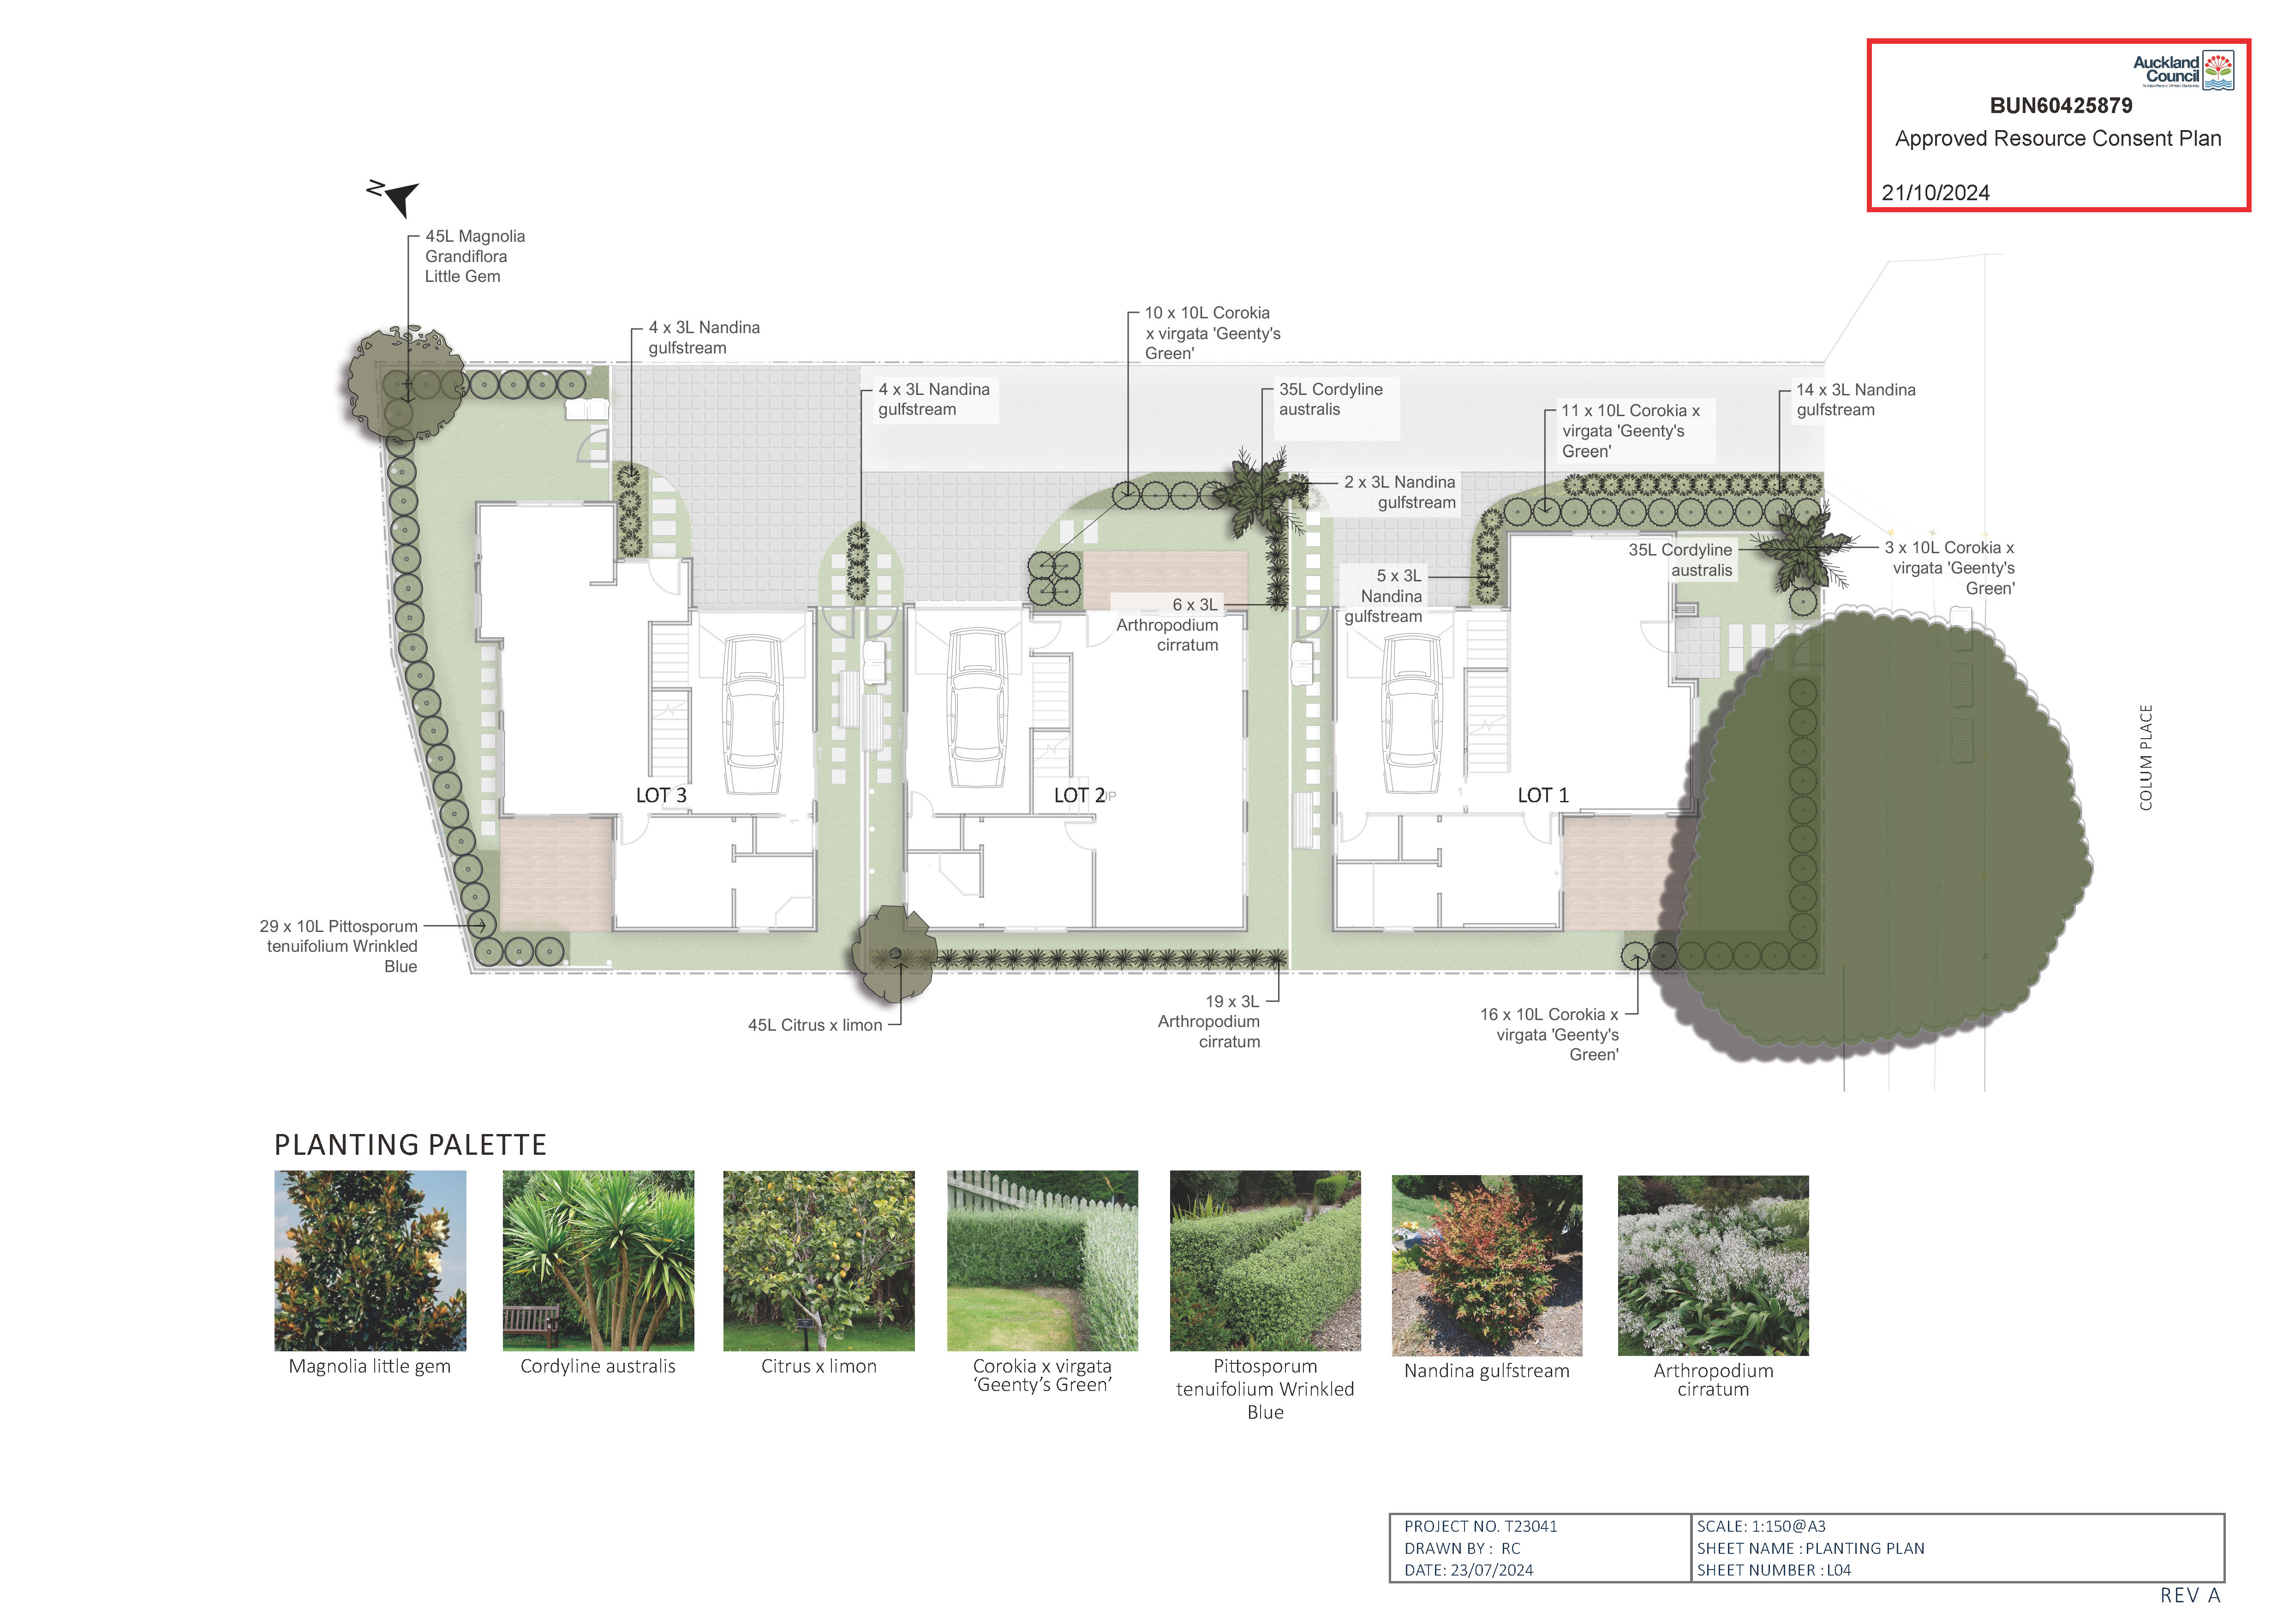 Auckland
Council
BUN60425879
Approved Resource Consent Plan
21/10/2024
N
45L Magnolia
Grandiflora
Little Gem
4 x 3L Nandina
gulfstream
10 x 10L Corokia
x virgata 'Geenty's
Green'
4 x 3L Nandina
gulfstream
35L Cordyline
australis
11 x 10L Corokia x
virgata 'Geenty's
Green'
14 x 3L Nandina
gulfstream
2 x 3L Nandina
gulfstream
35L Cordyline
australis
3 x 10L Corokia x
virgata 'Geenty's
Green'
5 x 3L
Nandina
gulfstream
6 x 3L
Arthropodium
cirratum
COLUM PLACE
LOT 3
LOT 2
UP
LOT 1
29 x 10L Pittosporum
tenuifolium Wrinkled
Blue
45L Citrus x limon
19 x 3L
Arthropodium
cirratum
16 x 10L Corokia x
virgata 'Geenty's
Green'
PLANTING PALETTE
Magnolia little gem
Cordyline australis
Citrus x limon
Corokia x virgata
‘Geenty’s Green’
Pittosporum
tenuifolium Wrinkled
Blue
Nandina gulfstream
Arthropodium
cirratum
PROJECT NO. T23041
DRAWN BY : RC
DATE: 23/07/2024
SCALE: 1:150@A3
SHEET NAME : PLANTING PLAN
SHEET NUMBER : L04
REV A